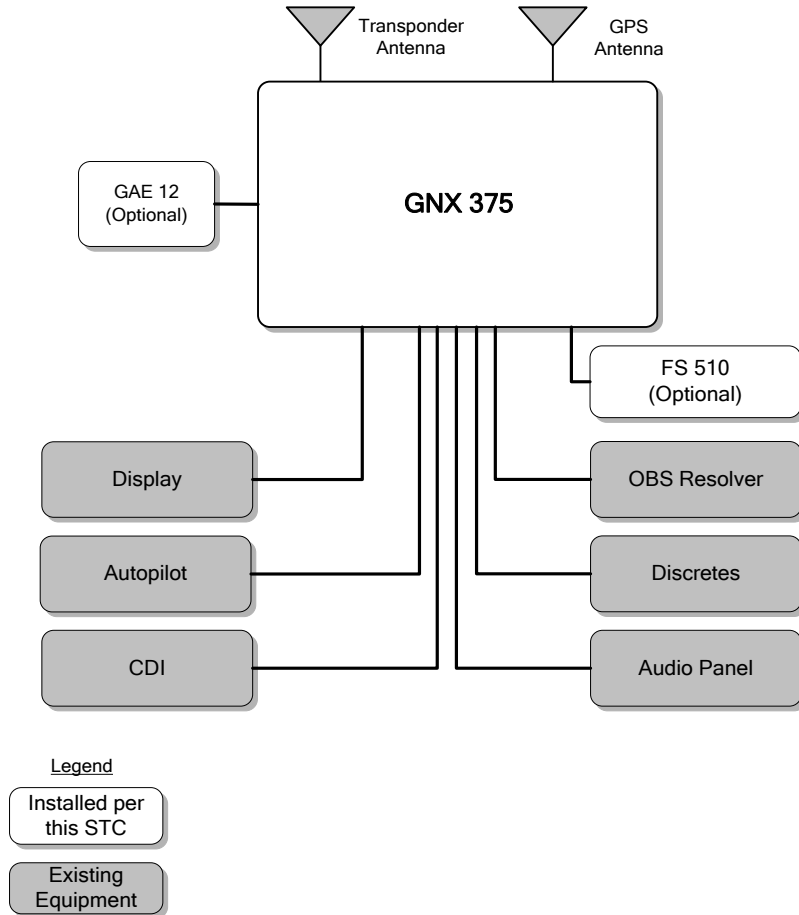 Transponder
Antenna
GPS
Antenna
GAE 12
(Optional)
GNX 375
FS 510
(Optional)
Display
OBS Resolver
Autopilot
Discretes
CDI
Audio Panel
Legend
Installed per
this STC
Existing
Equipment